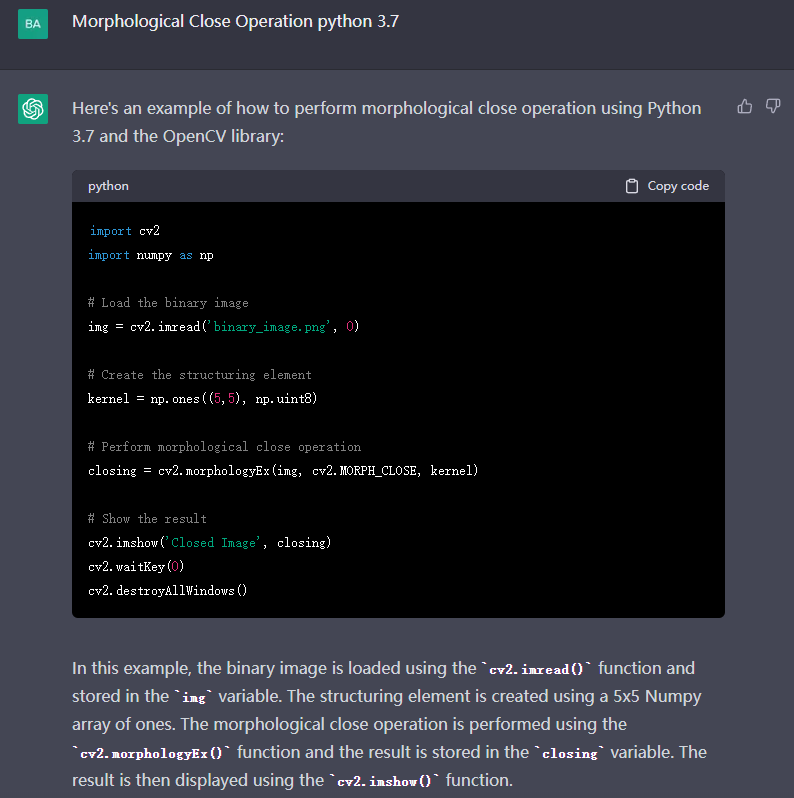 BA
Morphological Close Operation python 3.7
Here's an example of how to perform morphological close operation using Python
3.7 and the OpenCV library:
python
Copy code
import cv2
import numpy as np
# Load the binary image
img = cv2.imread('binary_image.png', 0)
# Create the structuring element
kernel = np.ones((5,5), np.uint8)
# Perform morphological close operation
closing = cv2.morphologyEx(img, cv2.MORPH_CLOSE, kernel)
# Show the result
cv2.imshow('Closed Image', closing)
cv2.waitKey(0)
cv2.destroyAllWindows()
In this example, the binary image is loaded using the `cv2.imread()` function and
stored in the `img` variable. The structuring element is created using a 5x5 Numpy
array of ones. The morphological close operation is performed using the
`cv2.morphologyEx()` function and the result is stored in the `closing` variable. The
result is then displayed using the `cv2.imshow()` function.